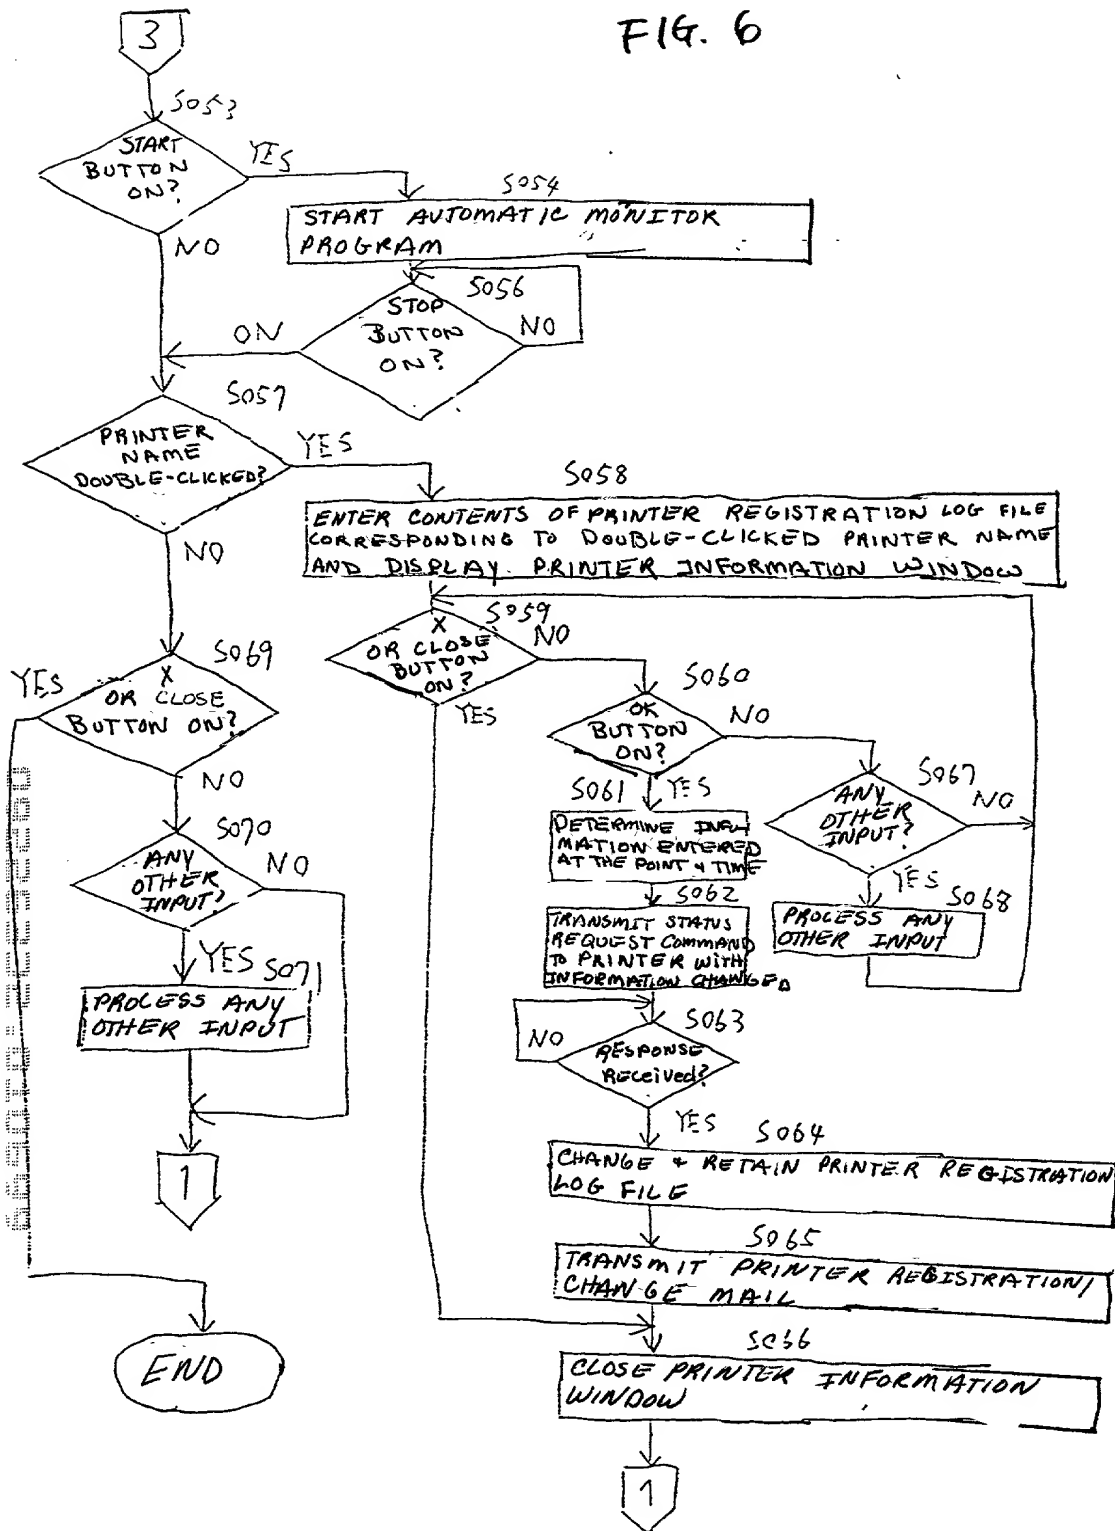 FIG. 6
3
S053
START
BUTTON
ON?
YES
NO
S054
START AUTOMATIC MONITOR
PROGRAM
S056
STOP
BUTTON
ON?
ON
NO
S057
PRINTER
NAME
DOUBLE-CLICKED?
YES
NO
S058
ENTER CONTENTS OF PRINTER REGISTRATION LOG FILE
CORRESPONDING TO DOUBLE-CLICKED PRINTER NAME
AND DISPLAY PRINTER INFORMATION WINDOW
S059
X
OR CLOSE
BUTTON
ON?
NO
YES
S060
OK
BUTTON
ON?
NO
YES
S061
DETERMINE INFOR
MATION ENTERED
AT THE POINT & TIME
S062
TRANSMIT STATUS
REQUEST COMMAND
TO PRINTER WITH
INFORMATION CHANGED
S063
RESPONSE
RECEIVED?
NO
YES
S064
CHANGE & RETAIN PRINTER REGISTRATION
LOG FILE
S065
TRANSMIT PRINTER REGISTRATION/
CHANGE MAIL
S066
CLOSE PRINTER INFORMATION
WINDOW
1
S067
ANY
OTHER
INPUT?
NO
YES
S068
PROCESS ANY
OTHER INPUT
S069
X
OR CLOSE
BUTTON ON?
YES
NO
S070
ANY
OTHER
INPUT?
NO
YES
S071
PROCESS ANY
OTHER INPUT
1
END